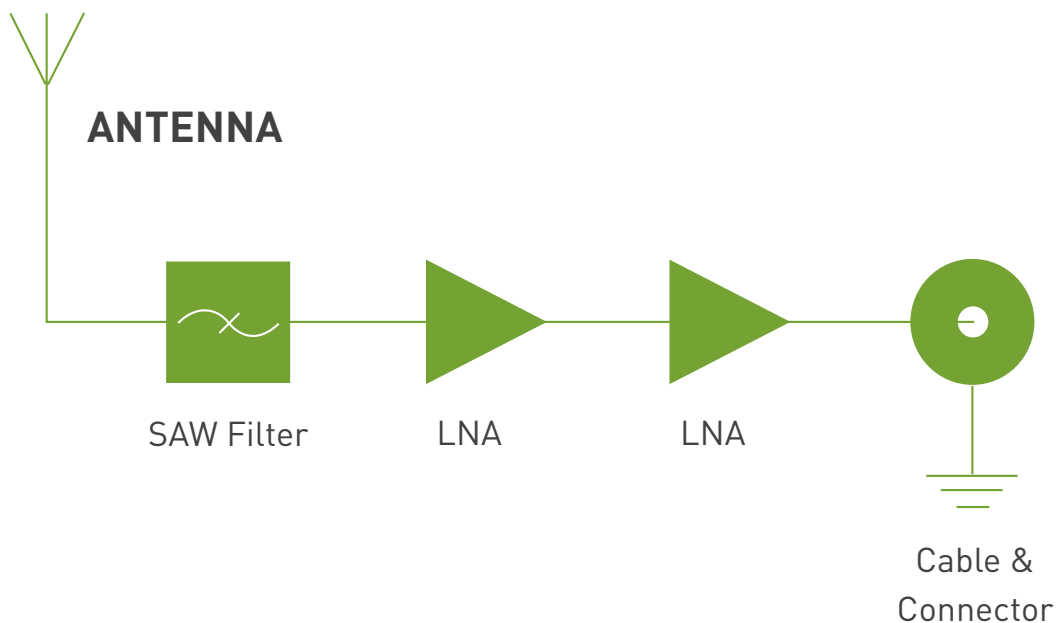 ANTENNA
SAW Filter
LNA
LNA
Cable &
Connector